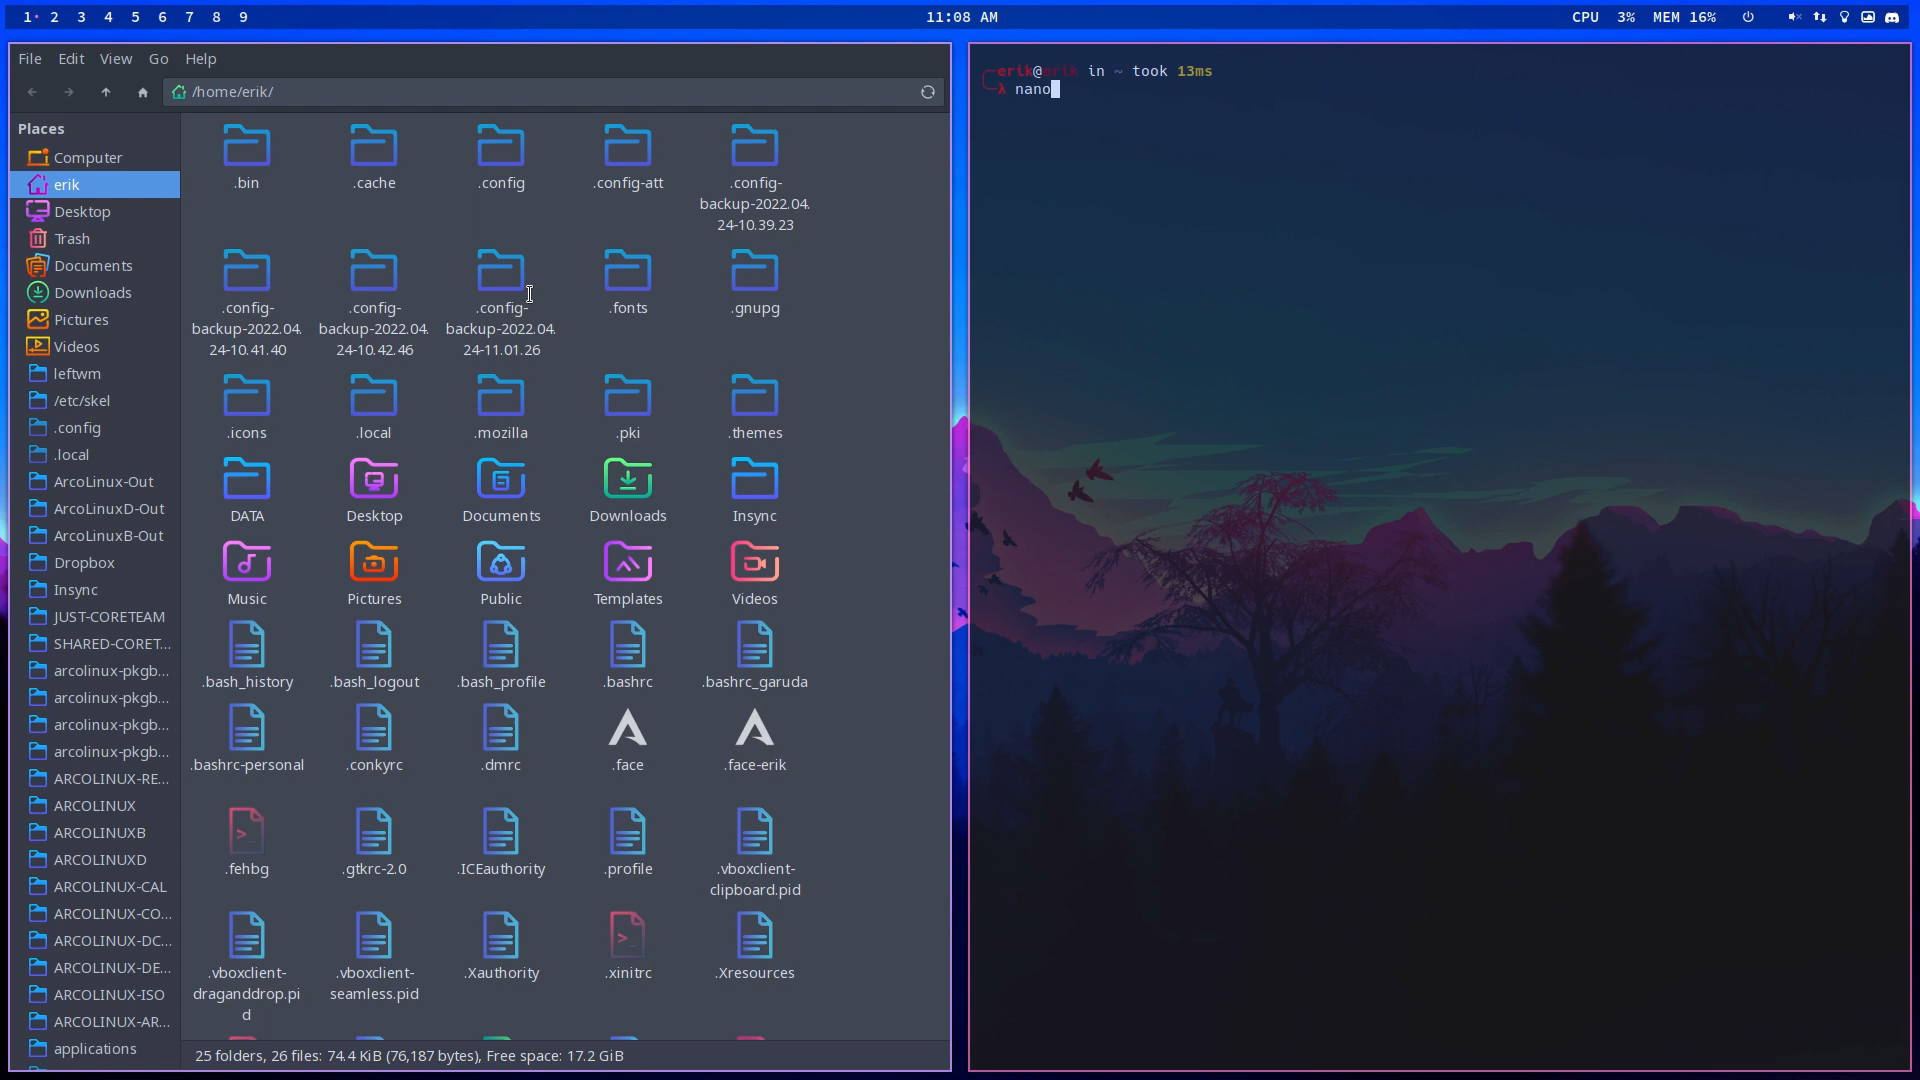 1 2 3 4 5 6 7 8 9
11:08 AM
CPU 3% MEM 16%
File Edit View Go Help
/home/erik/
Places
Computer
erik
Desktop
Trash
Documents
Downloads
Pictures
Videos
leftwm
/etc/skel
.config
.local
ArcoLinux-Out
ArcoLinuxD-Out
ArcoLinuxB-Out
Dropbox
Insync
JUST-CORETEAM
SHARED-CORET...
arcolinux-pkgb...
arcolinux-pkgb...
arcolinux-pkgb...
arcolinux-pkgb...
ARCOLINUX-RE...
ARCOLINUX
ARCOLINUXB
ARCOLINUXD
ARCOLINUX-CAL
ARCOLINUX-CO...
ARCOLINUX-DC...
ARCOLINUX-DE...
ARCOLINUX-ISO
ARCOLINUX-AR...
applications
.bin
.cache
.config
.config-att
.config-
backup-2022.04.
24-10.39.23
.config-
backup-2022.04.
24-10.41.40
.config-
backup-2022.04.
24-10.42.46
.config-
backup-2022.04.
24-11.01.26
.fonts
.gnupg
.icons
.local
.mozilla
.pki
.themes
DATA
Desktop
Documents
Downloads
Insync
Music
Pictures
Public
Templates
Videos
.bash_history
.bash_logout
.bash_profile
.bashrc
.bashrc_garuda
.bashrc-personal
.conkyrc
.dmrc
.face
.face-erik
.fehbg
.gtkrc-2.0
.ICEauthority
.profile
.vboxclient-
clipboard.pid
.vboxclient-
draganddrop.pi
d
.vboxclient-
seamless.pid
.Xauthority
.xinitrc
.Xresources
25 folders, 26 files: 74.4 KiB (76,187 bytes), Free space: 17.2 GiB
erik@erik in ~ took 13ms
λ nano